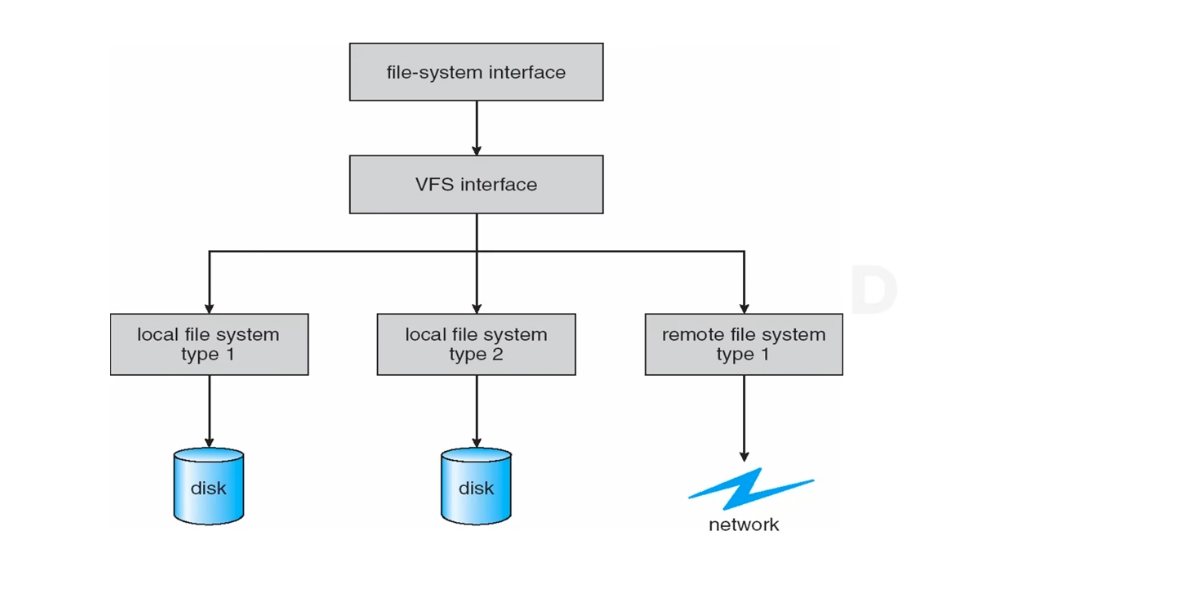 file-system interface
VFS interface
local file system
type 1
local file system
type 2
remote file system
type 1
disk
disk
network
D